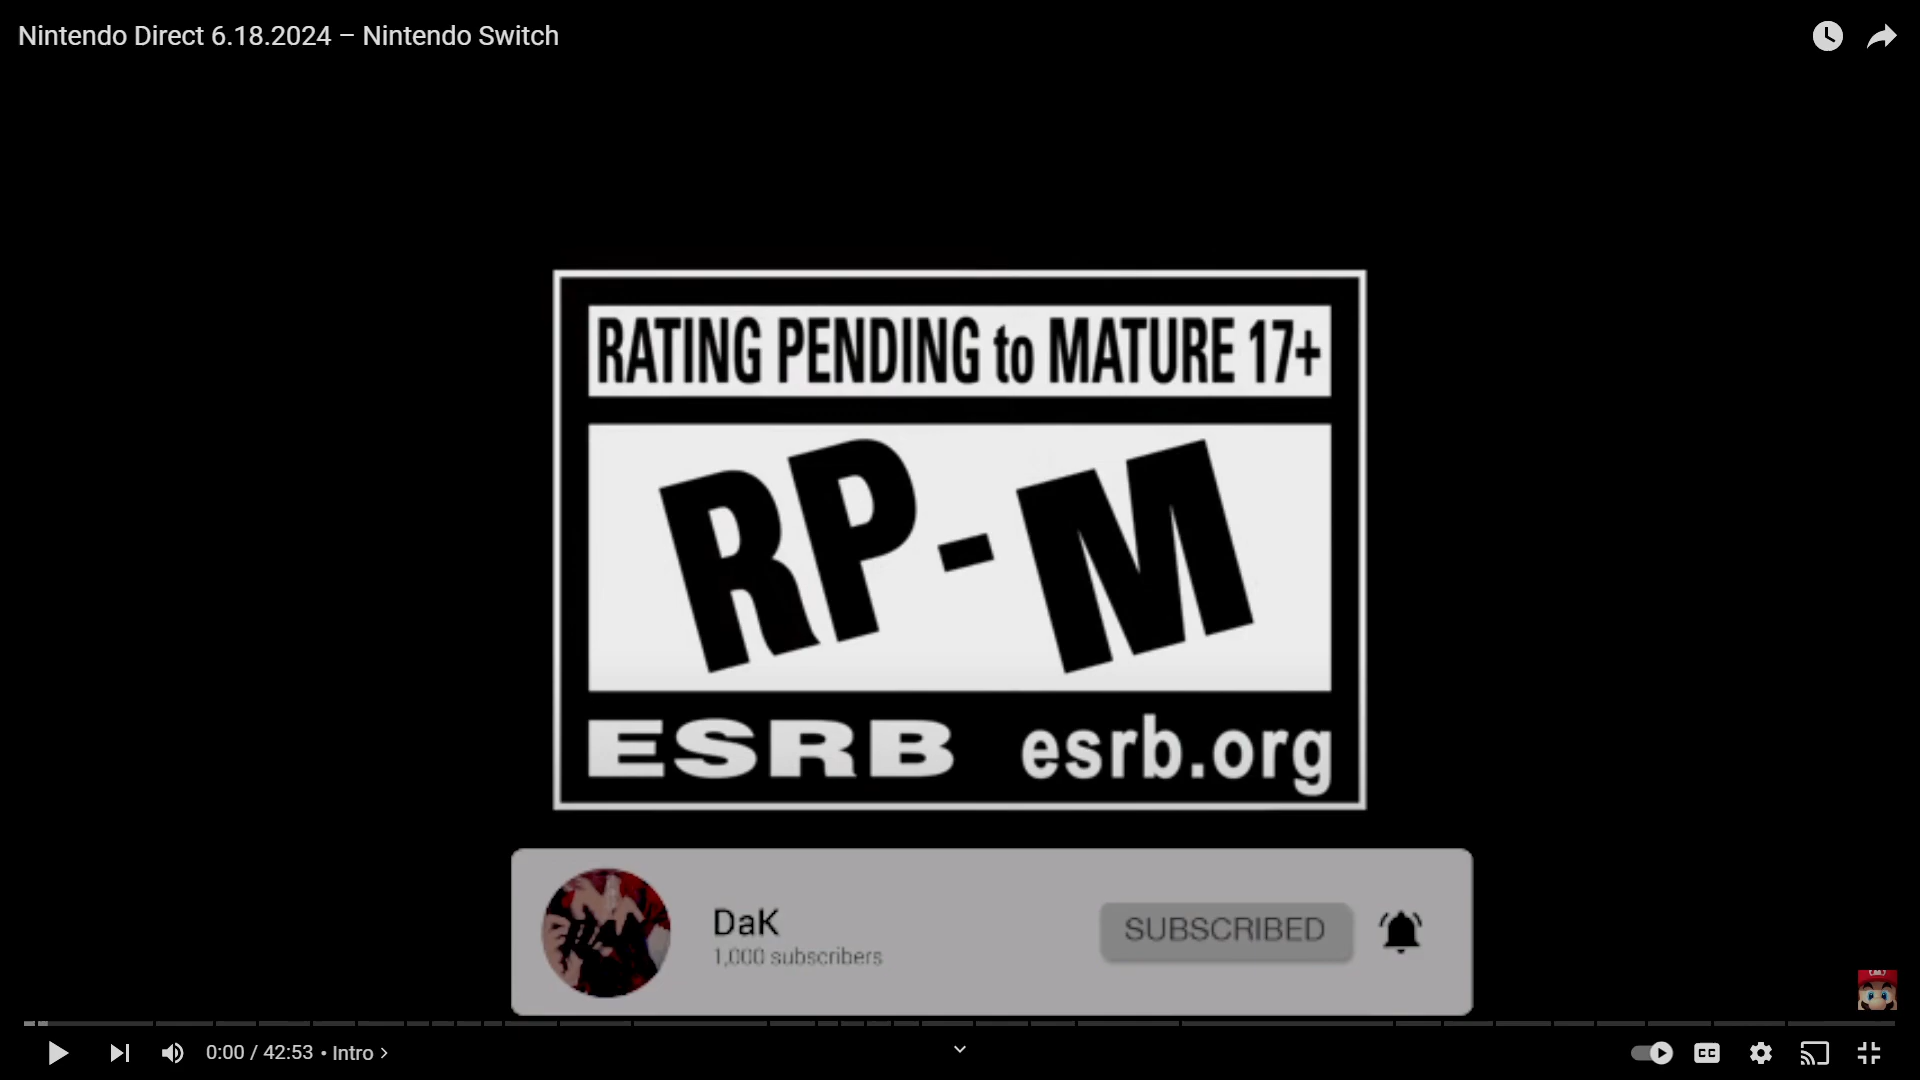 Nintendo Direct 6.18.2024 – Nintendo Switch
RATING PENDING to MATURE 17+
RP-M
ESRB esrb.org
DaK
1,000 subscribers
SUBSCRIBED
0:00 / 42:53 • Intro
CC